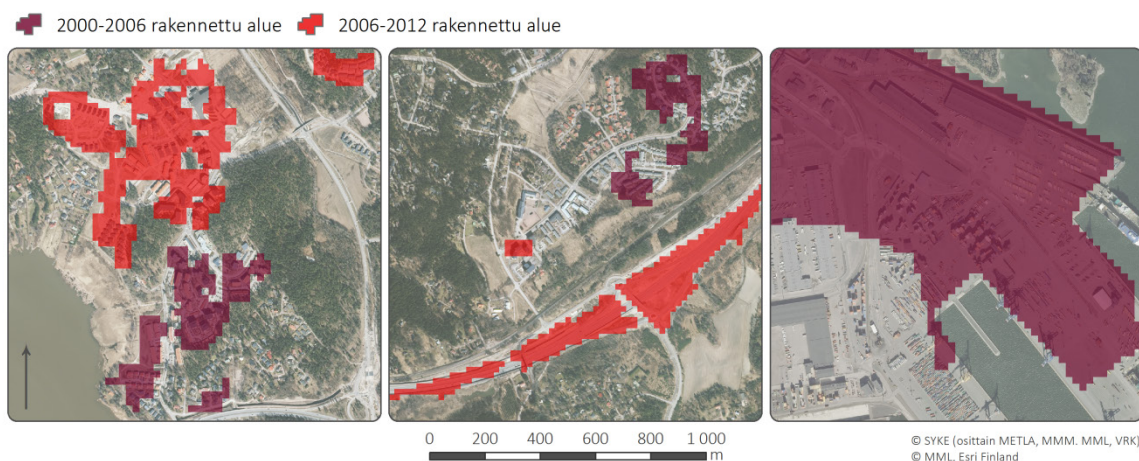 2000-2006 rakennettu alue 2006-2012 rakennettu alue
0 200 400 600 800 1 000
m
© SYKE (osittain METLA, MMM. MML, VRK)
© MML, Esri Finland